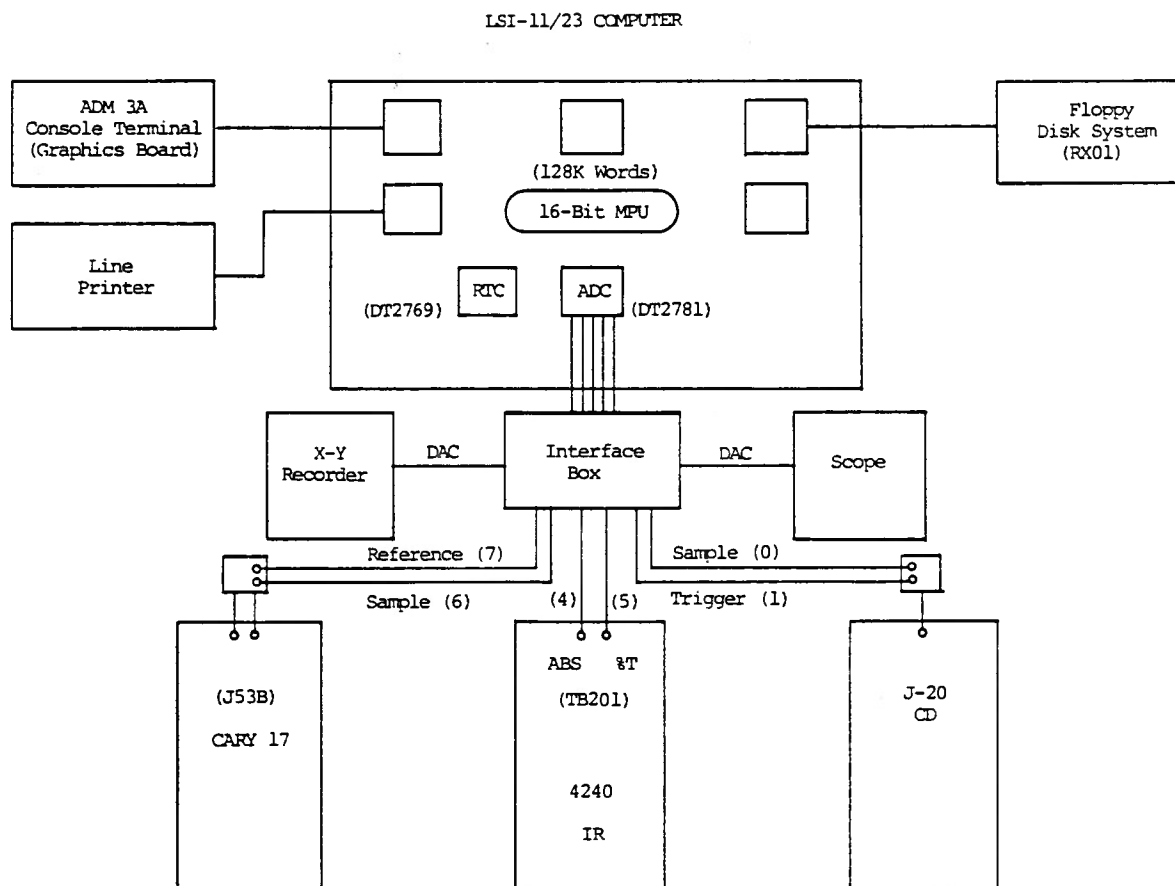 LSI-11/23 COMPUTER
ADM 3A
Console Terminal
(Graphics Board)
Floppy
Disk System
(RX01)
(128K Words)
16-Bit MPU
Line
Printer
RTC
ADC
(DT2769)
(DT2781)
X-Y
Recorder
DAC
Interface
Box
DAC
Scope
Reference (7)
Sample (6)
(4)
(5)
Sample (0)
Trigger (1)
(J53B)
CARY 17
ABS %T
(TB201)
4240
IR
J-20
CD